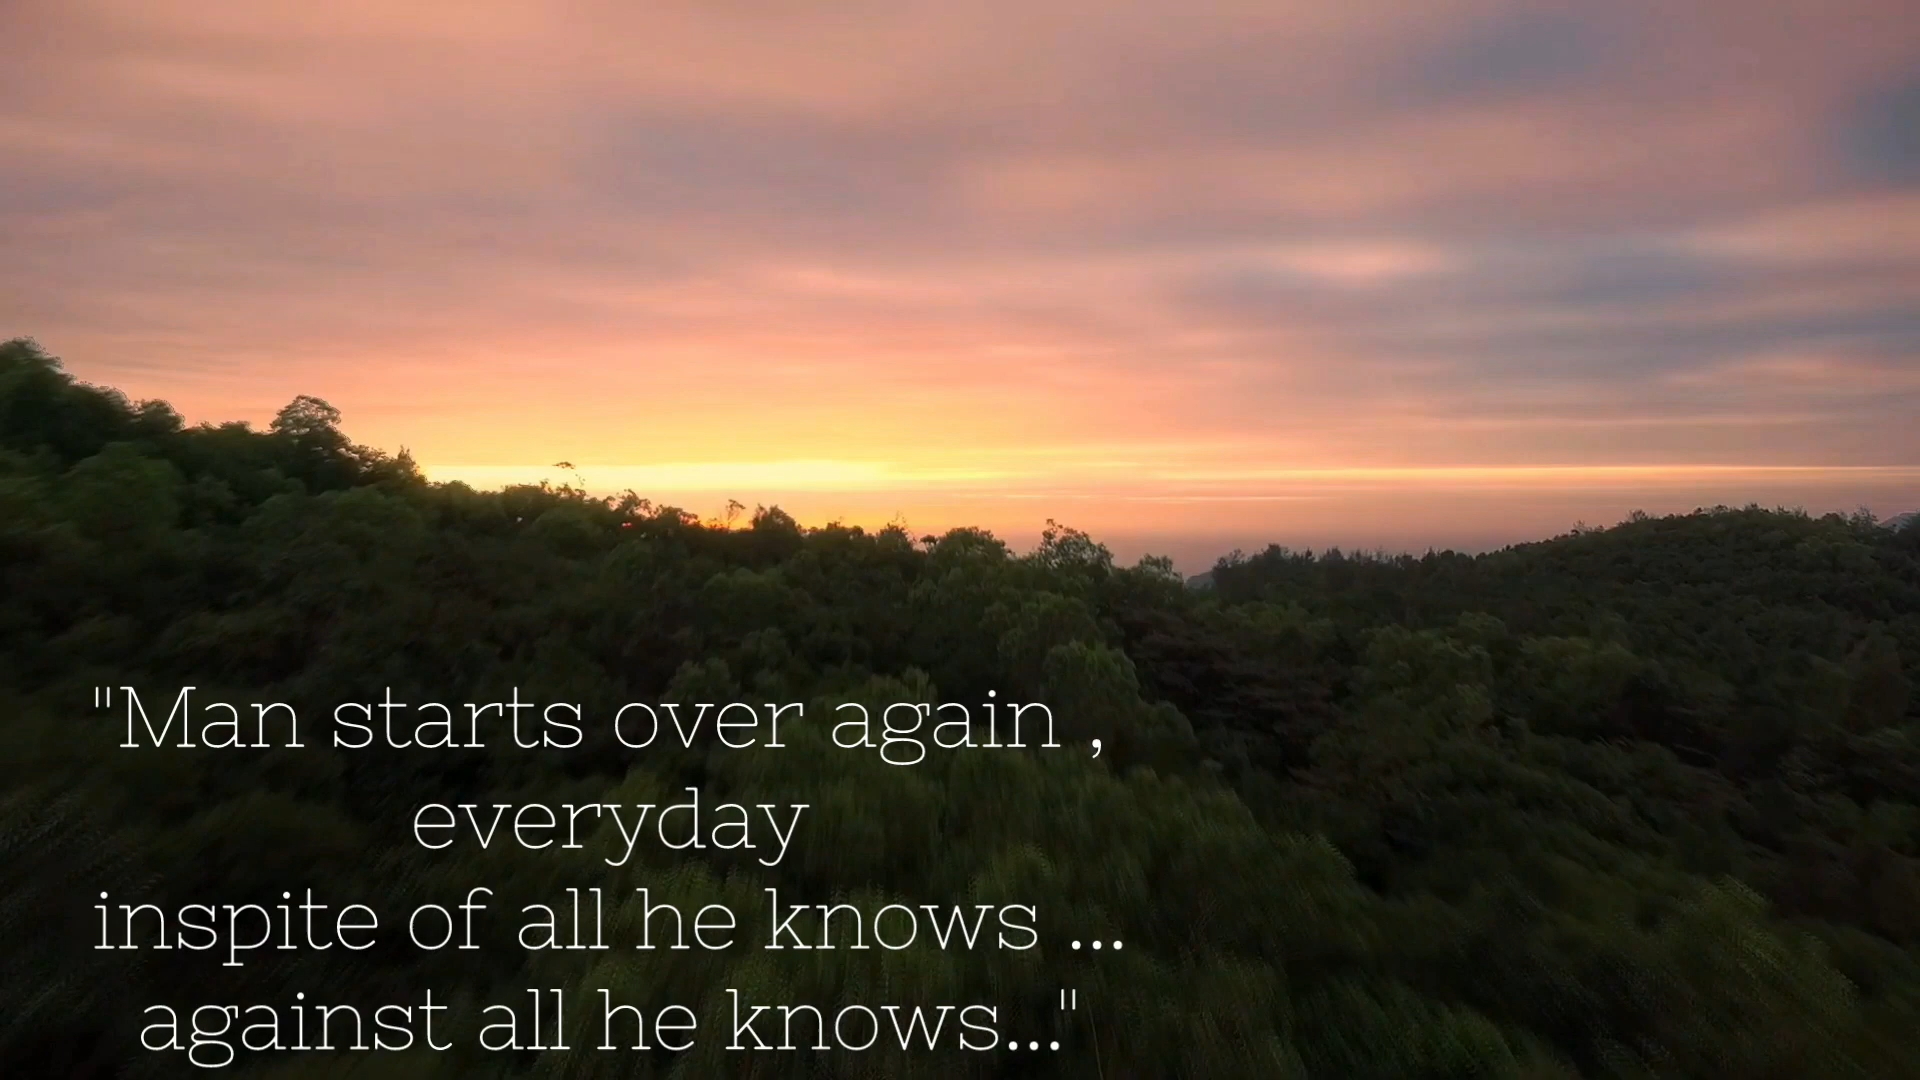 "Man starts over again ,
everyday
inspite of all he knows ...
against all he knows..."